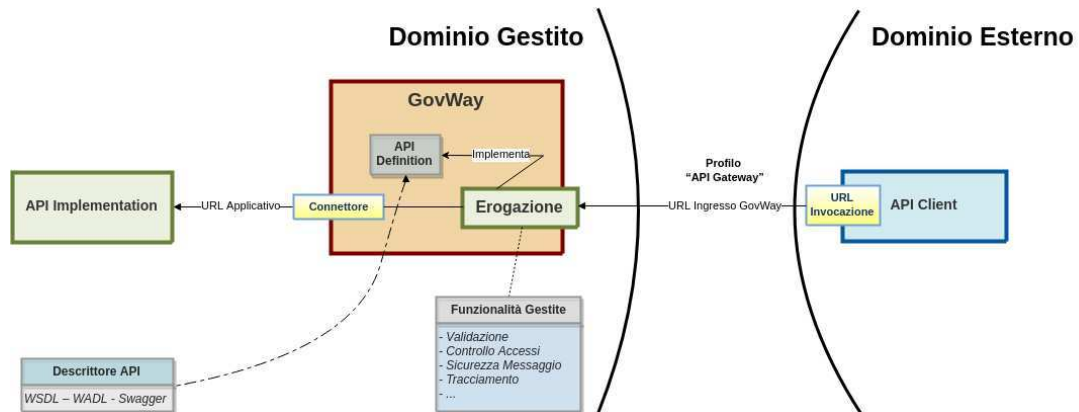 Dominio Gestito
Dominio Esterno
GovWay
API
Definition
Implementa
Profilo
“API Gateway”
API Implementation
URL Applicativo
Connettore
Erogazione
URL Ingresso GovWay
URL
Invocazione
API Client
Funzionalità Gestite
- Validazione
- Controllo Accessi
- Sicurezza Messaggio
- Tracciamento
- ...
Descrittore API
WSDL – WADL - Swagger